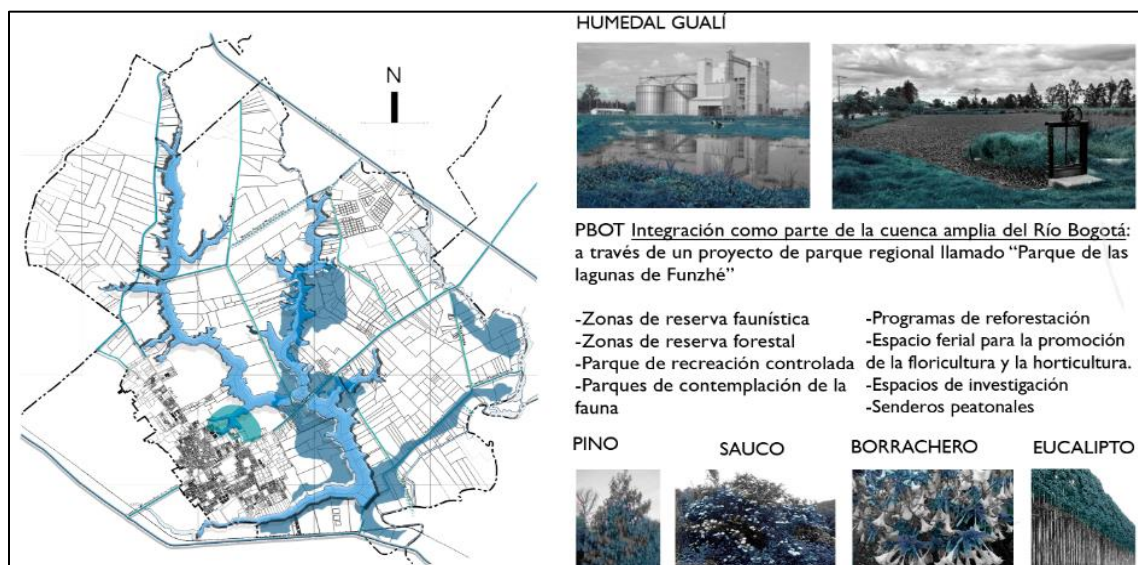 N
HUMEDAL GUALÍ
PBOT Integración como parte de la cuenca amplia del Río Bogotá:
a través de un proyecto de parque regional llamado “Parque de las
lagunas de Funzhé”
-Zonas de reserva faunística
-Zonas de reserva forestal
-Parque de recreación controlada
-Parques de contemplación de la
fauna
-Programas de reforestación
-Espacio ferial para la promoción
de la floricultura y la horticultura.
-Espacios de investigación
-Senderos peatonales
PINO
SAUCO
BORRACHERO
EUCALIPTO